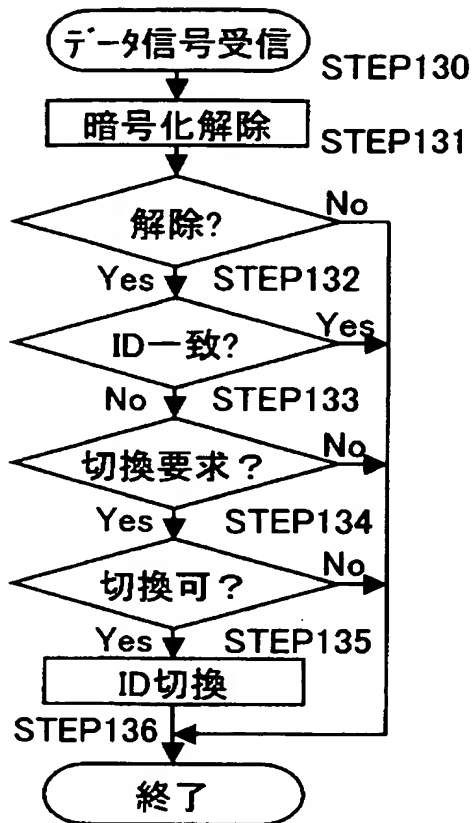 データ信号受信
STEP130
暗号化解除
STEP131
解除?
No
Yes
STEP132
ID一致?
Yes
No
STEP133
切換要求?
No
Yes
STEP134
切換可?
No
Yes
STEP135
ID切換
STEP136
終了